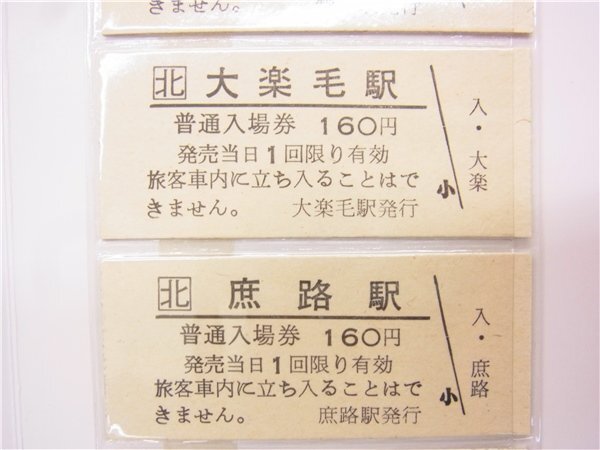 きません。
小
北 大楽毛駅
普通入場券 160円
発売当日1回限り有効
旅客車内に立ち入ることはで
きません。 大楽毛駅発行
小
入・大楽
北 庶路駅
普通入場券 160円
発売当日1回限り有効
旅客車内に立ち入ることはで
きません。 庶路駅発行
小
入・庶路